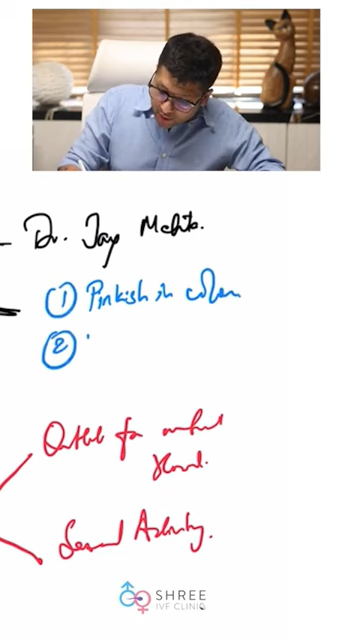 Dr. Jay Mehta.
① Pinkish in colour
②
Outlet for menstrual
blood.
Sexual Activity.
SHREE
IVF CLINIC